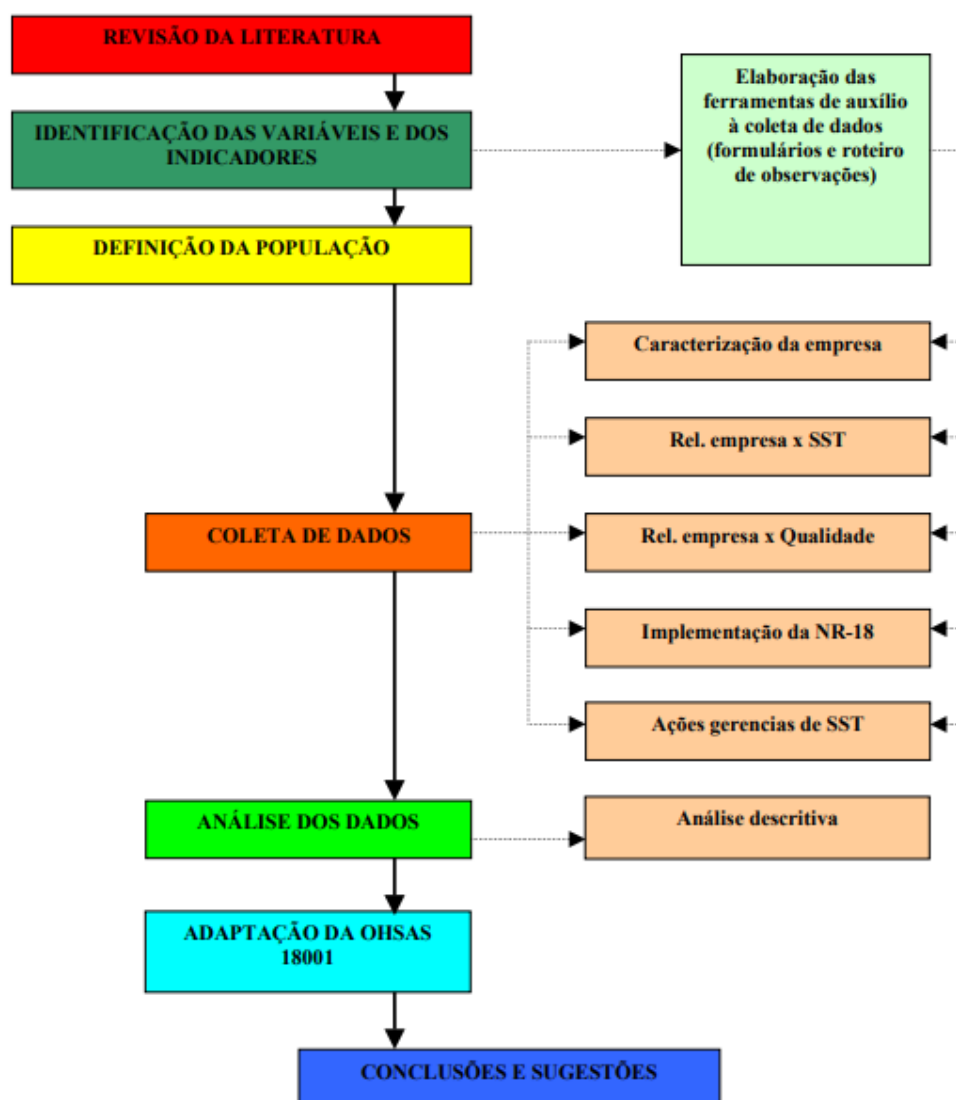 REVISÃO DA LITERATURA
IDENTIFICAÇÃO DAS VARIÁVEIS E DOS
INDICADORES
Elaboração das
ferramentas de auxílio
à coleta de dados
(formulários e roteiro
de observações)
DEFINIÇÃO DA POPULAÇÃO
Caracterização da empresa
Rel. empresa x SST
COLETA DE DADOS
Rel. empresa x Qualidade
Implementação da NR-18
Ações gerencias de SST
ANÁLISE DOS DADOS
Análise descritiva
ADAPTAÇÃO DA OHSAS
18001
CONCLUSÕES E SUGESTÕES